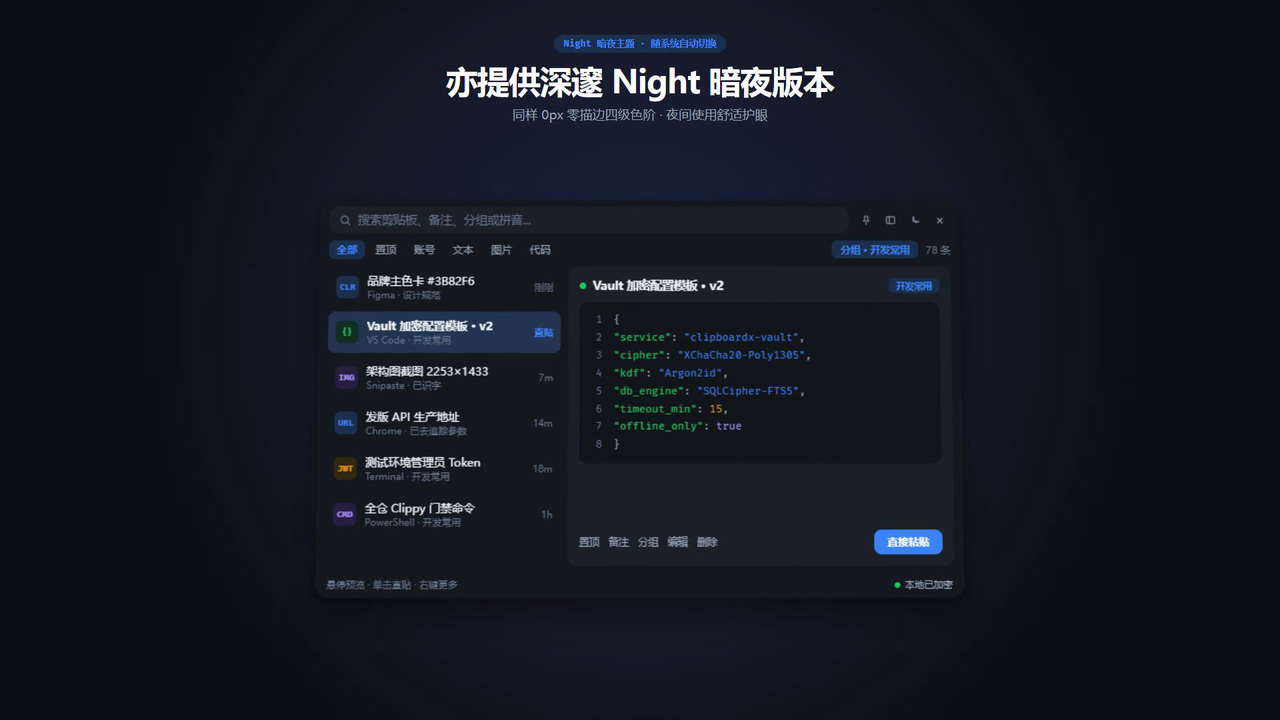 Night 暗夜主题 · 随系统自动切换
亦提供深邃 Night 暗夜版本
同样 0px 零描边四级色阶 · 夜间使用舒适护眼
搜索剪贴板、备注、分组或拼音...
全部 置顶 账号 文本 图片 代码
分组 • 开发常用 78 条
CLR 品牌主色卡 #3B82F6 刚刚
Figma · 设计规范
{} Vault 加密配置模板 • v2 直贴
VS Code · 开发常用
IMG 架构图截图 2253×1433 7m
Snipaste · 已识字
URL 发版 API 生产地址 14m
Chrome · 已去追踪参数
JWT 测试环境管理员 Token 18m
Terminal · 开发常用
CMD 全仓 Clippy 门禁命令 1h
PowerShell · 开发常用
Vault 加密配置模板 • v2 开发常用
1 {
2 "service": "clipboardx-vault",
3 "cipher": "XChaCha20-Poly1305",
4 "kdf": "Argon2id",
5 "db_engine": "SQLCipher-FTS5",
6 "timeout_min": 15,
7 "offline_only": true
8 }
置顶 备注 分组 编辑 删除 直接粘贴
悬停预览 · 单击直贴 · 右键更多
本地已加密